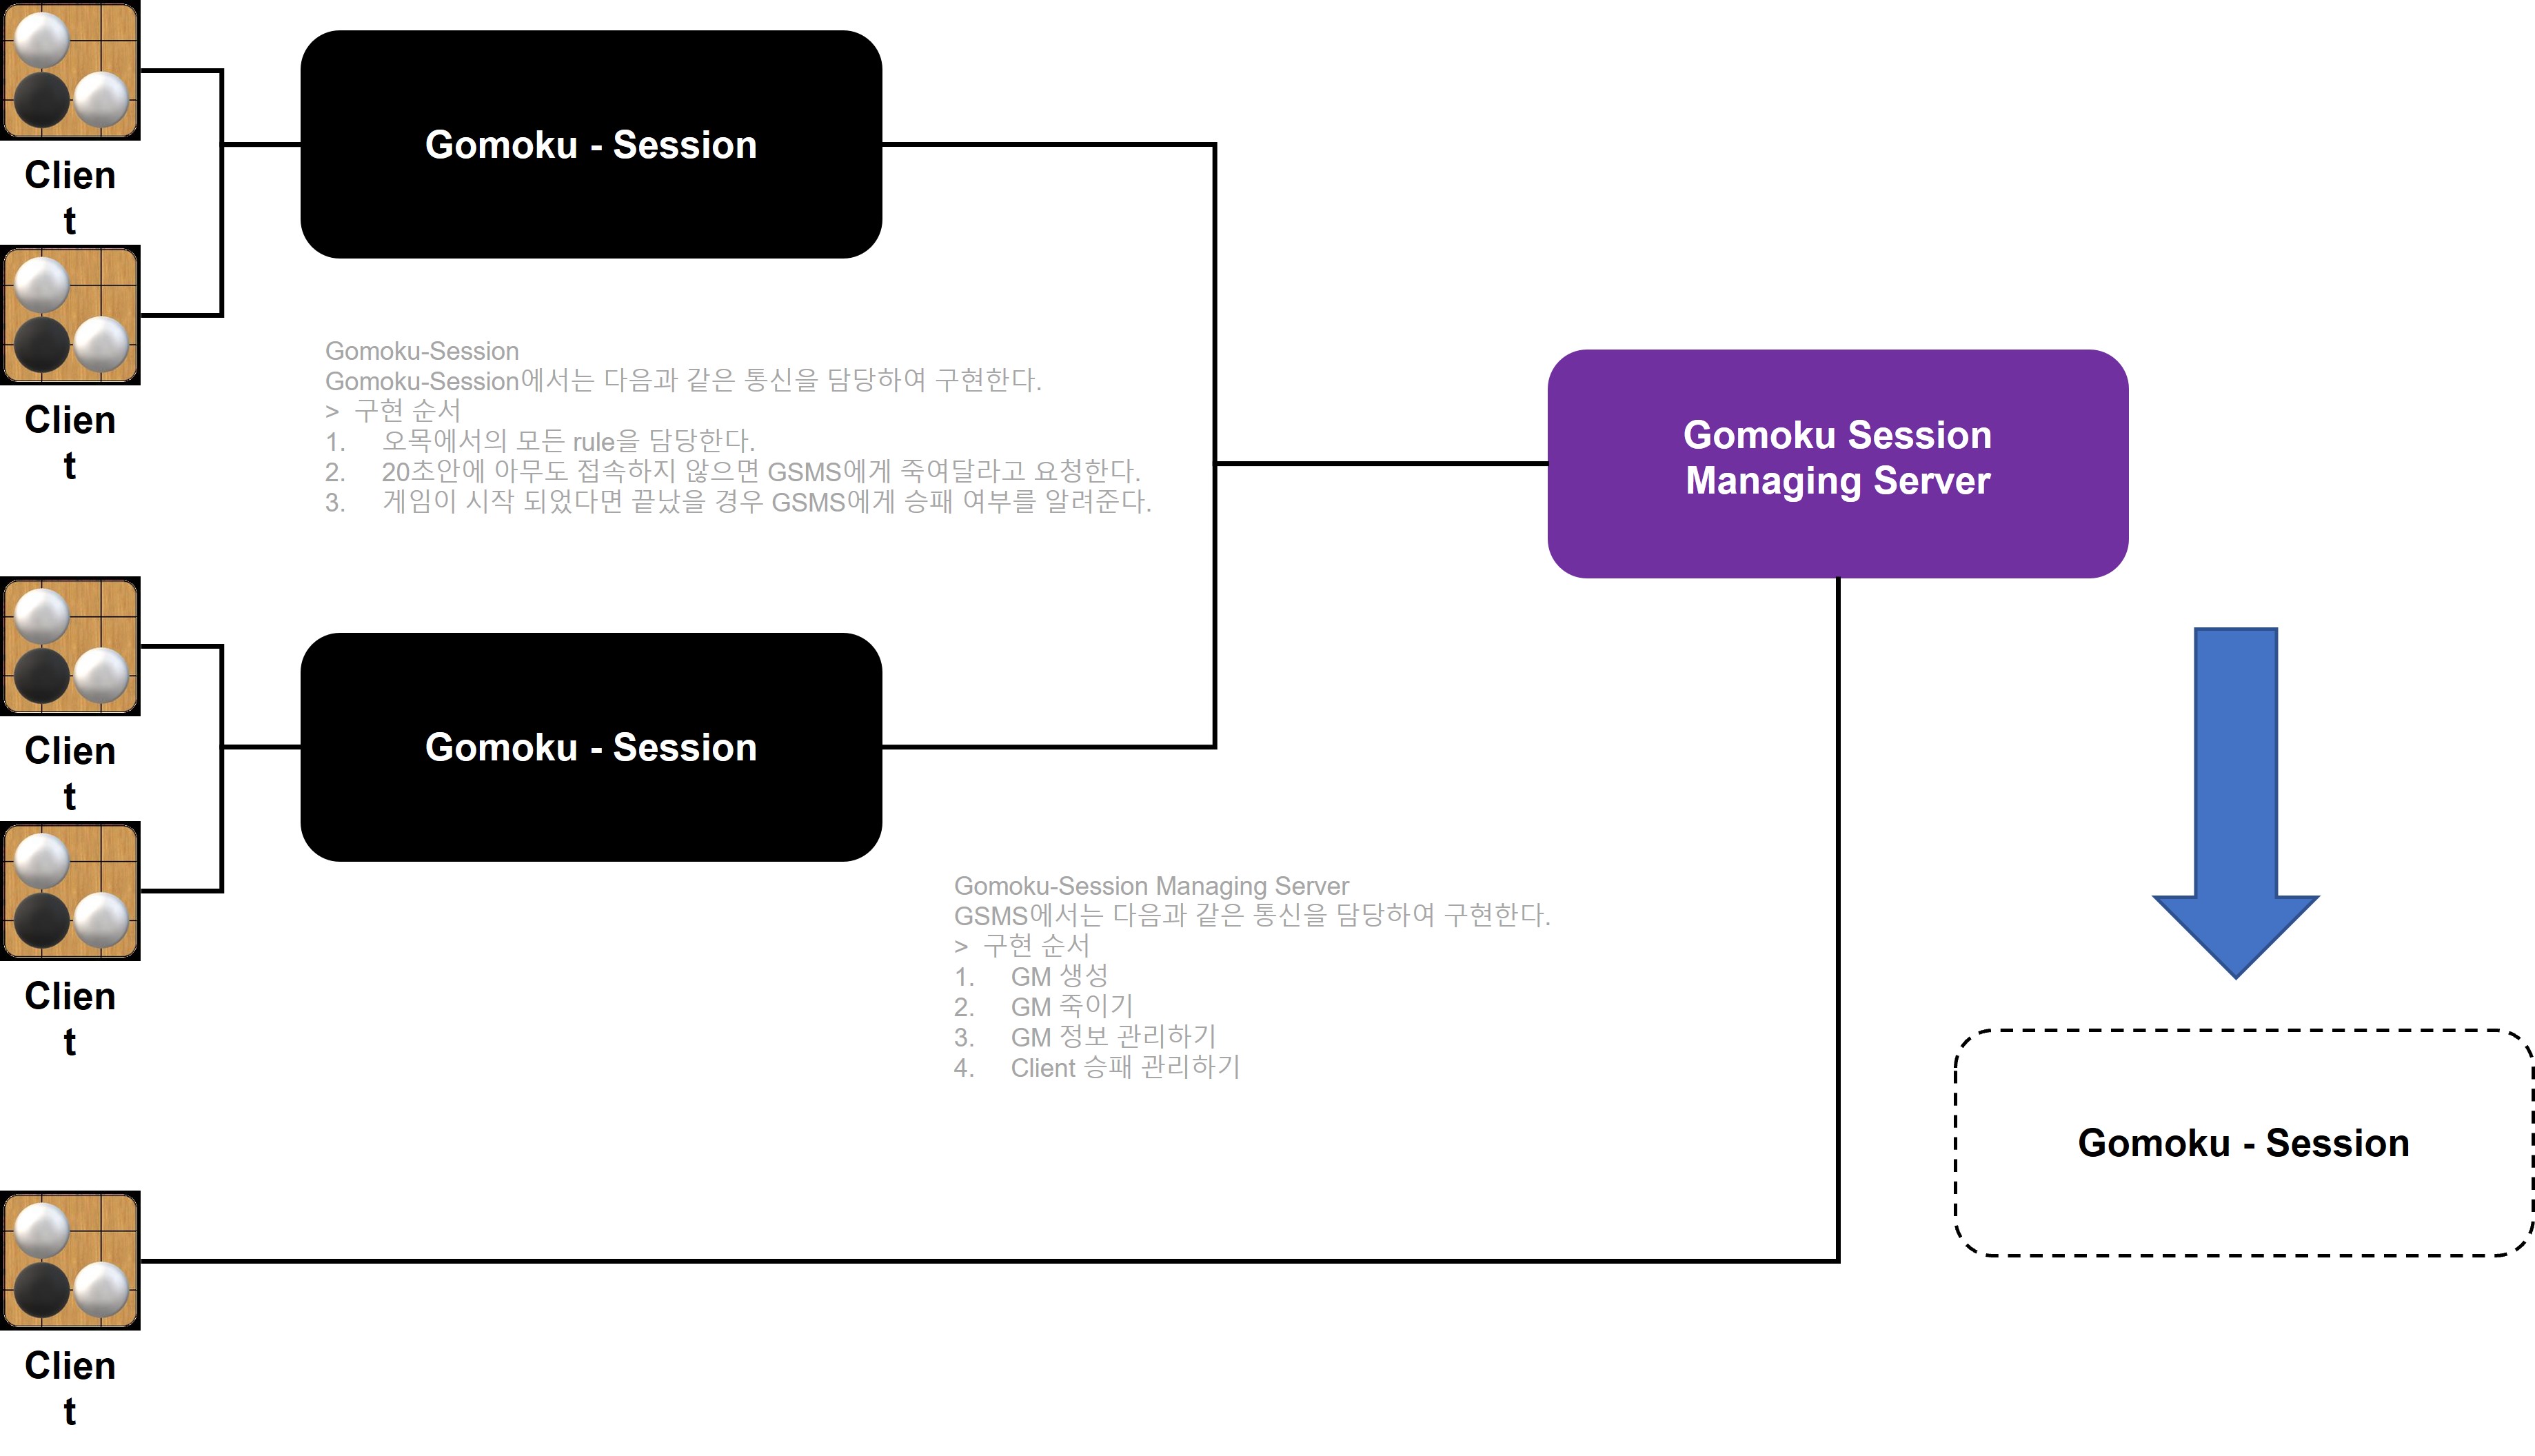 Clien
t
Clien
t
Gomoku - Session
Gomoku-Session
Gomoku-Session에서는 다음과 같은 통신을 담당하여 구현한다.
> 구현 순서
1. 오목에서의 모든 rule을 담당한다.
2. 20초안에 아무도 접속하지 않으면 GSMS에게 죽여달라고 요청한다.
3. 게임이 시작 되었다면 끝났을 경우 GSMS에게 승패 여부를 알려준다.
Gomoku Session
Managing Server
Clien
t
Clien
t
Gomoku - Session
Gomoku-Session Managing Server
GSMS에서는 다음과 같은 통신을 담당하여 구현한다.
> 구현 순서
1. GM 생성
2. GM 죽이기
3. GM 정보 관리하기
4. Client 승패 관리하기
Gomoku - Session
Clien
t